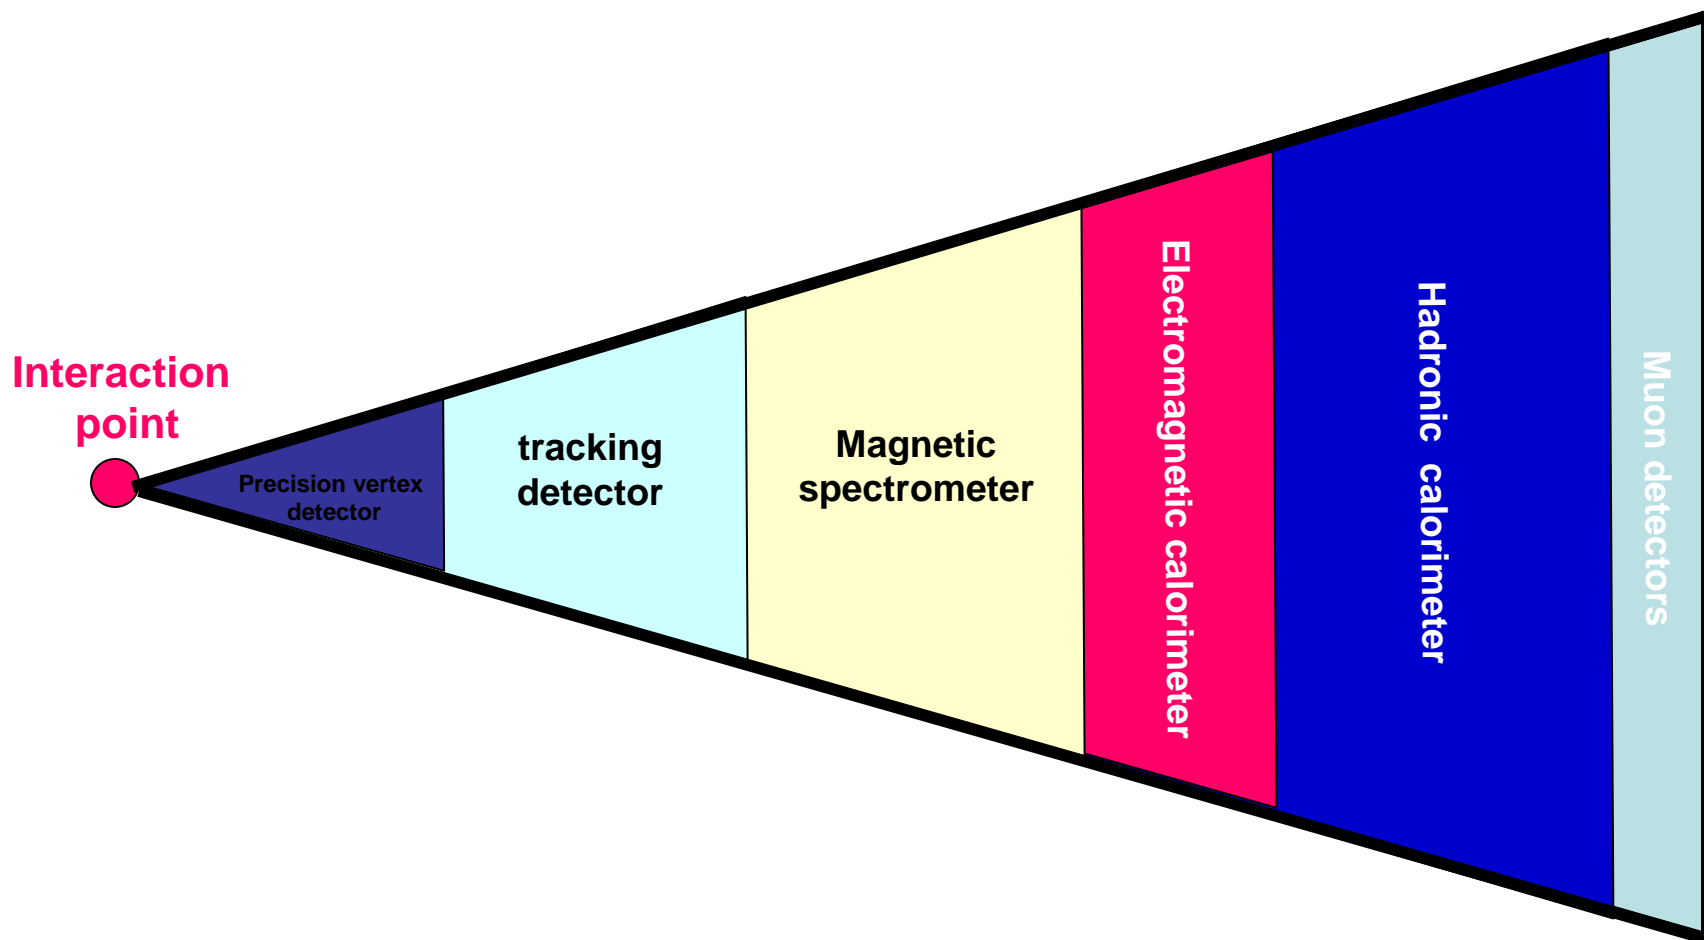 Interaction
point
Precision vertex
detector
tracking
detector
Magnetic
spectrometer
Electromagnetic calorimeter
Hadronic calorimeter
Muon detectors